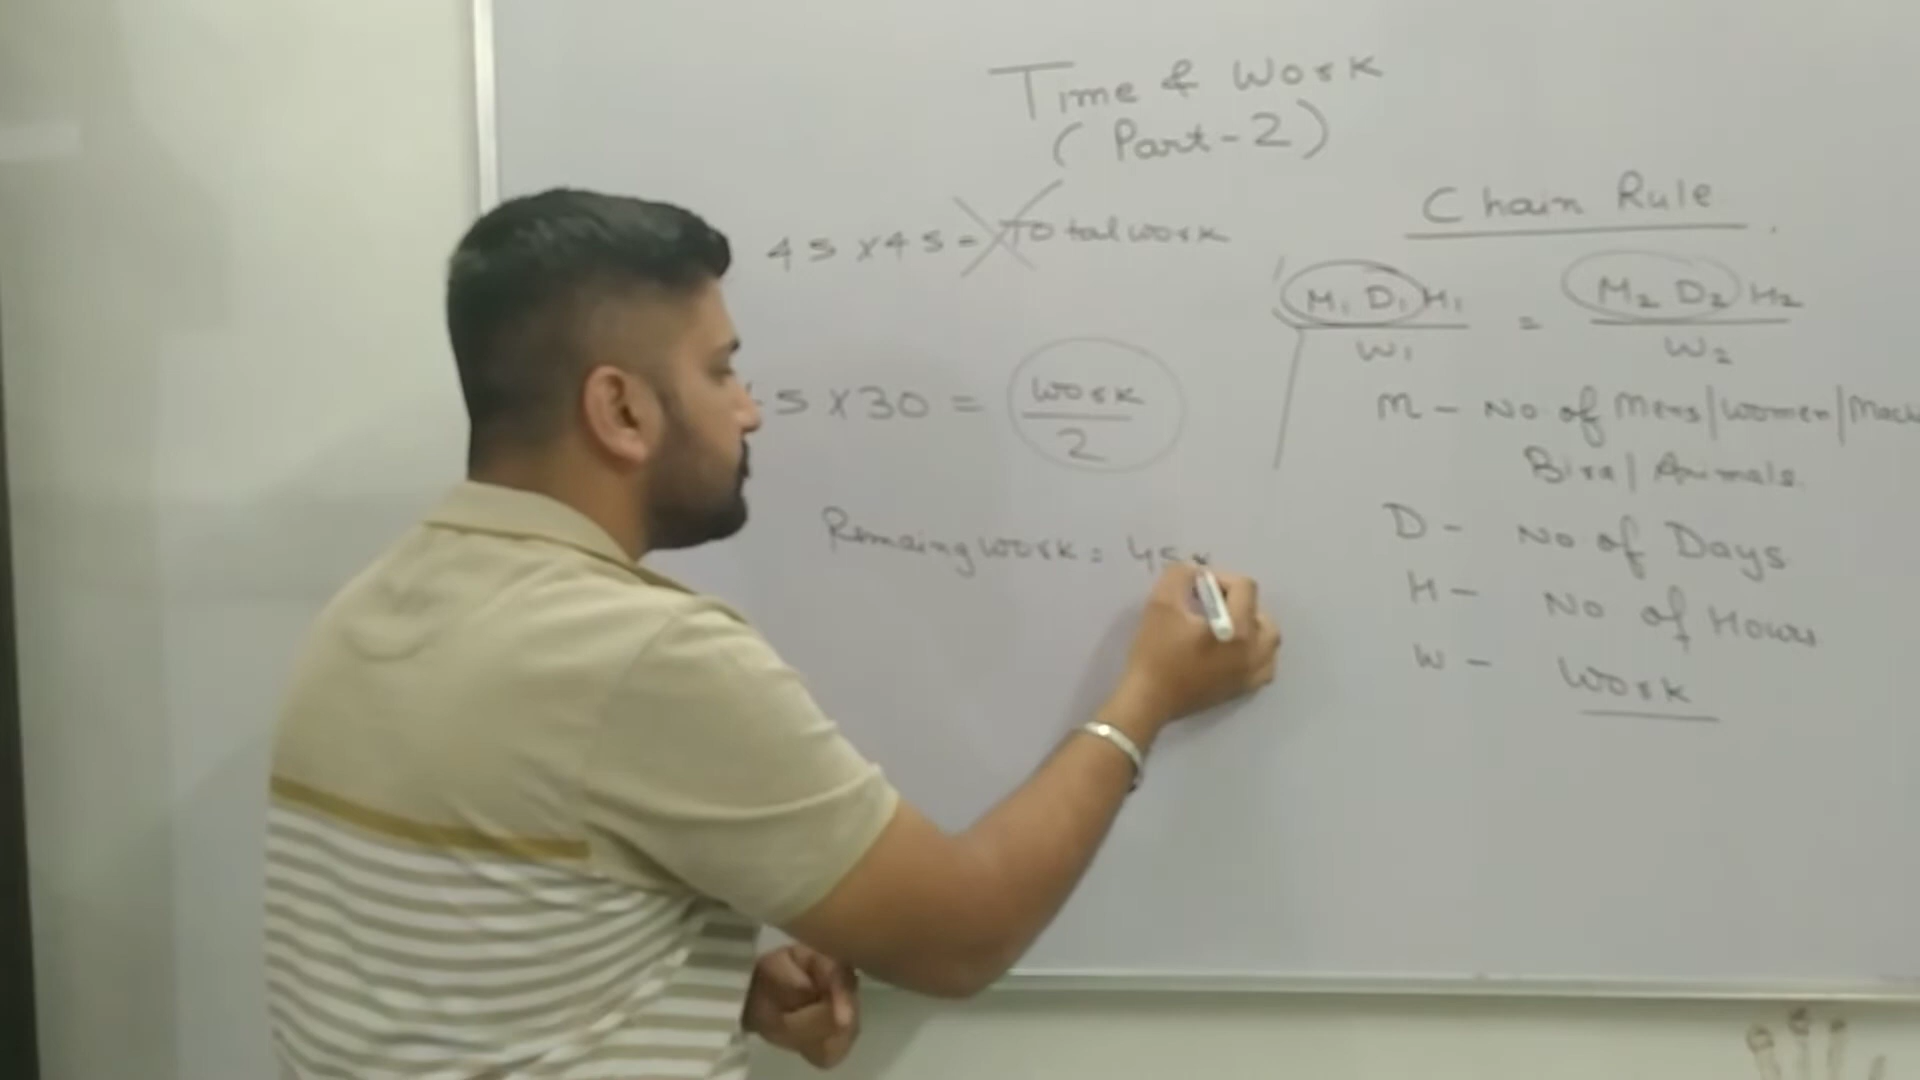 Time & Work
(Part-2)
45 x 45 = Total work
5 x 30 = work
2
Remaing work = 45 x
Chain Rule
M₁ D₁ H₁ = M₂ D₂ H₂
W₁ W₂
M - No of Mens/women/Mach
/Animals
D - No of Days
H - No of Hours
W - Work